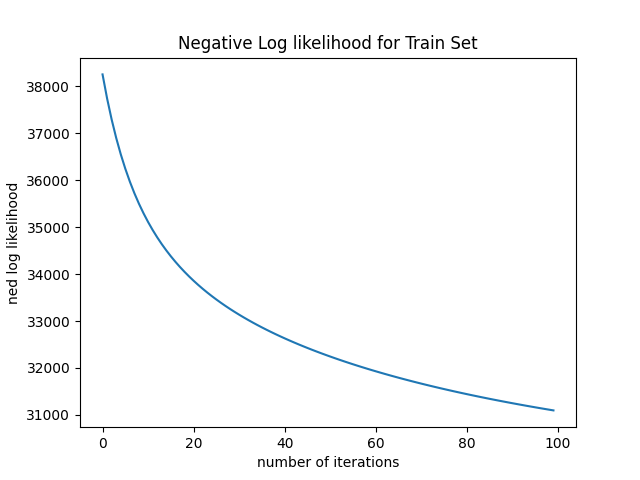 Negative Log likelihood for Train Set
38000
37000
36000
35000
34000
33000
32000
31000
ned log likelihood
0 20 40 60 80 100
number of iterations